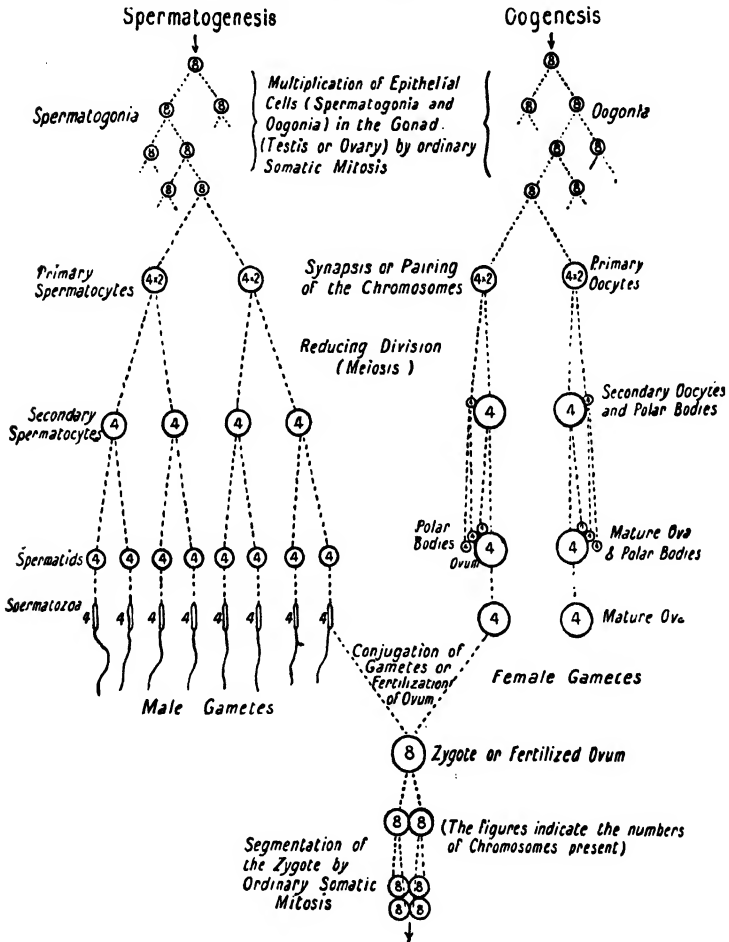 Spermatogenesis
Oogenesis
8
8
Spermatogonia
8
8
Multiplication of Epithelial
Cells (Spermatogonia and
Oogonia) in the Gonad.
(Testis or Ovary) by ordinary
Somatic Mitosis
8
8
Oogonia
8
8
8
8
8
8
8
8
Primary
Spermatocytes
4×2
4×2
Synapsis or Pairing
of the Chromosomes
4×2
4×2
Primary
Oocytes
Reducing Division
(Meiosis)
Secondary
Spermatocytes
4
4
4
4
4
4
4
4
Secondary Oocytes
and Polar Bodies
Spermatids
4
4
4
4
4
4
4
4
Polar
Bodies
Ovum
4
4
4
4
Mature Ova
& Polar Bodies
Spermatozoa
4
4
4
4
4
4
4
4
4
4
Mature Ova
Male Gametes
Conjugation of
Gametes or
Fertilization
of Ovum
Female Gametes
8
Zygote or Fertilized Ovum
8
8
(The Figures indicate the numbers
of Chromosomes present)
Segmentation of
the Zygote by
Ordinary Somatic
Mitosis
8
8
8
8